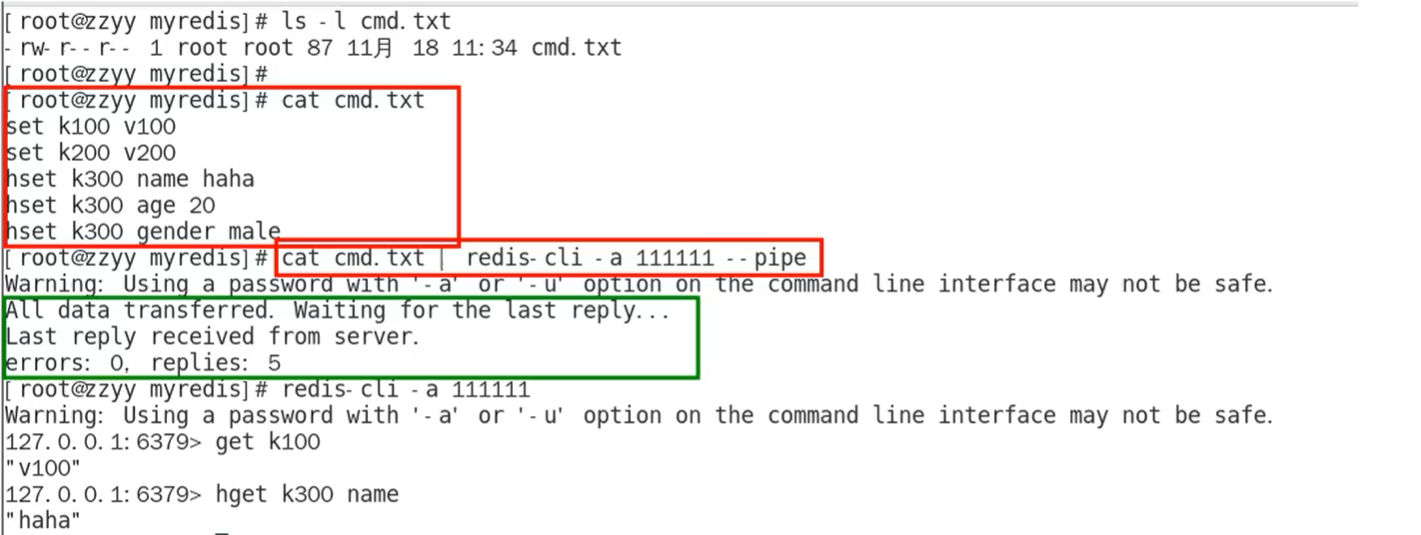 [root@zzyy myredis]# ls -l cmd.txt
-rw-r--r-- 1 root root 87 11月 18 11:34 cmd.txt
[root@zzyy myredis]#
[root@zzyy myredis]# cat cmd.txt
set k100 v100
set k200 v200
hset k300 name haha
hset k300 age 20
hset k300 gender male
[root@zzyy myredis]# cat cmd.txt | redis-cli -a 111111 --pipe
Warning: Using a password with '-a' or '-u' option on the command line interface may not be safe.
All data transferred. Waiting for the last reply...
Last reply received from server.
errors: 0, replies: 5
[root@zzyy myredis]# redis-cli -a 111111
Warning: Using a password with '-a' or '-u' option on the command line interface may not be safe.
127.0.0.1:6379> get k100
"v100"
127.0.0.1:6379> hget k300 name
"haha"